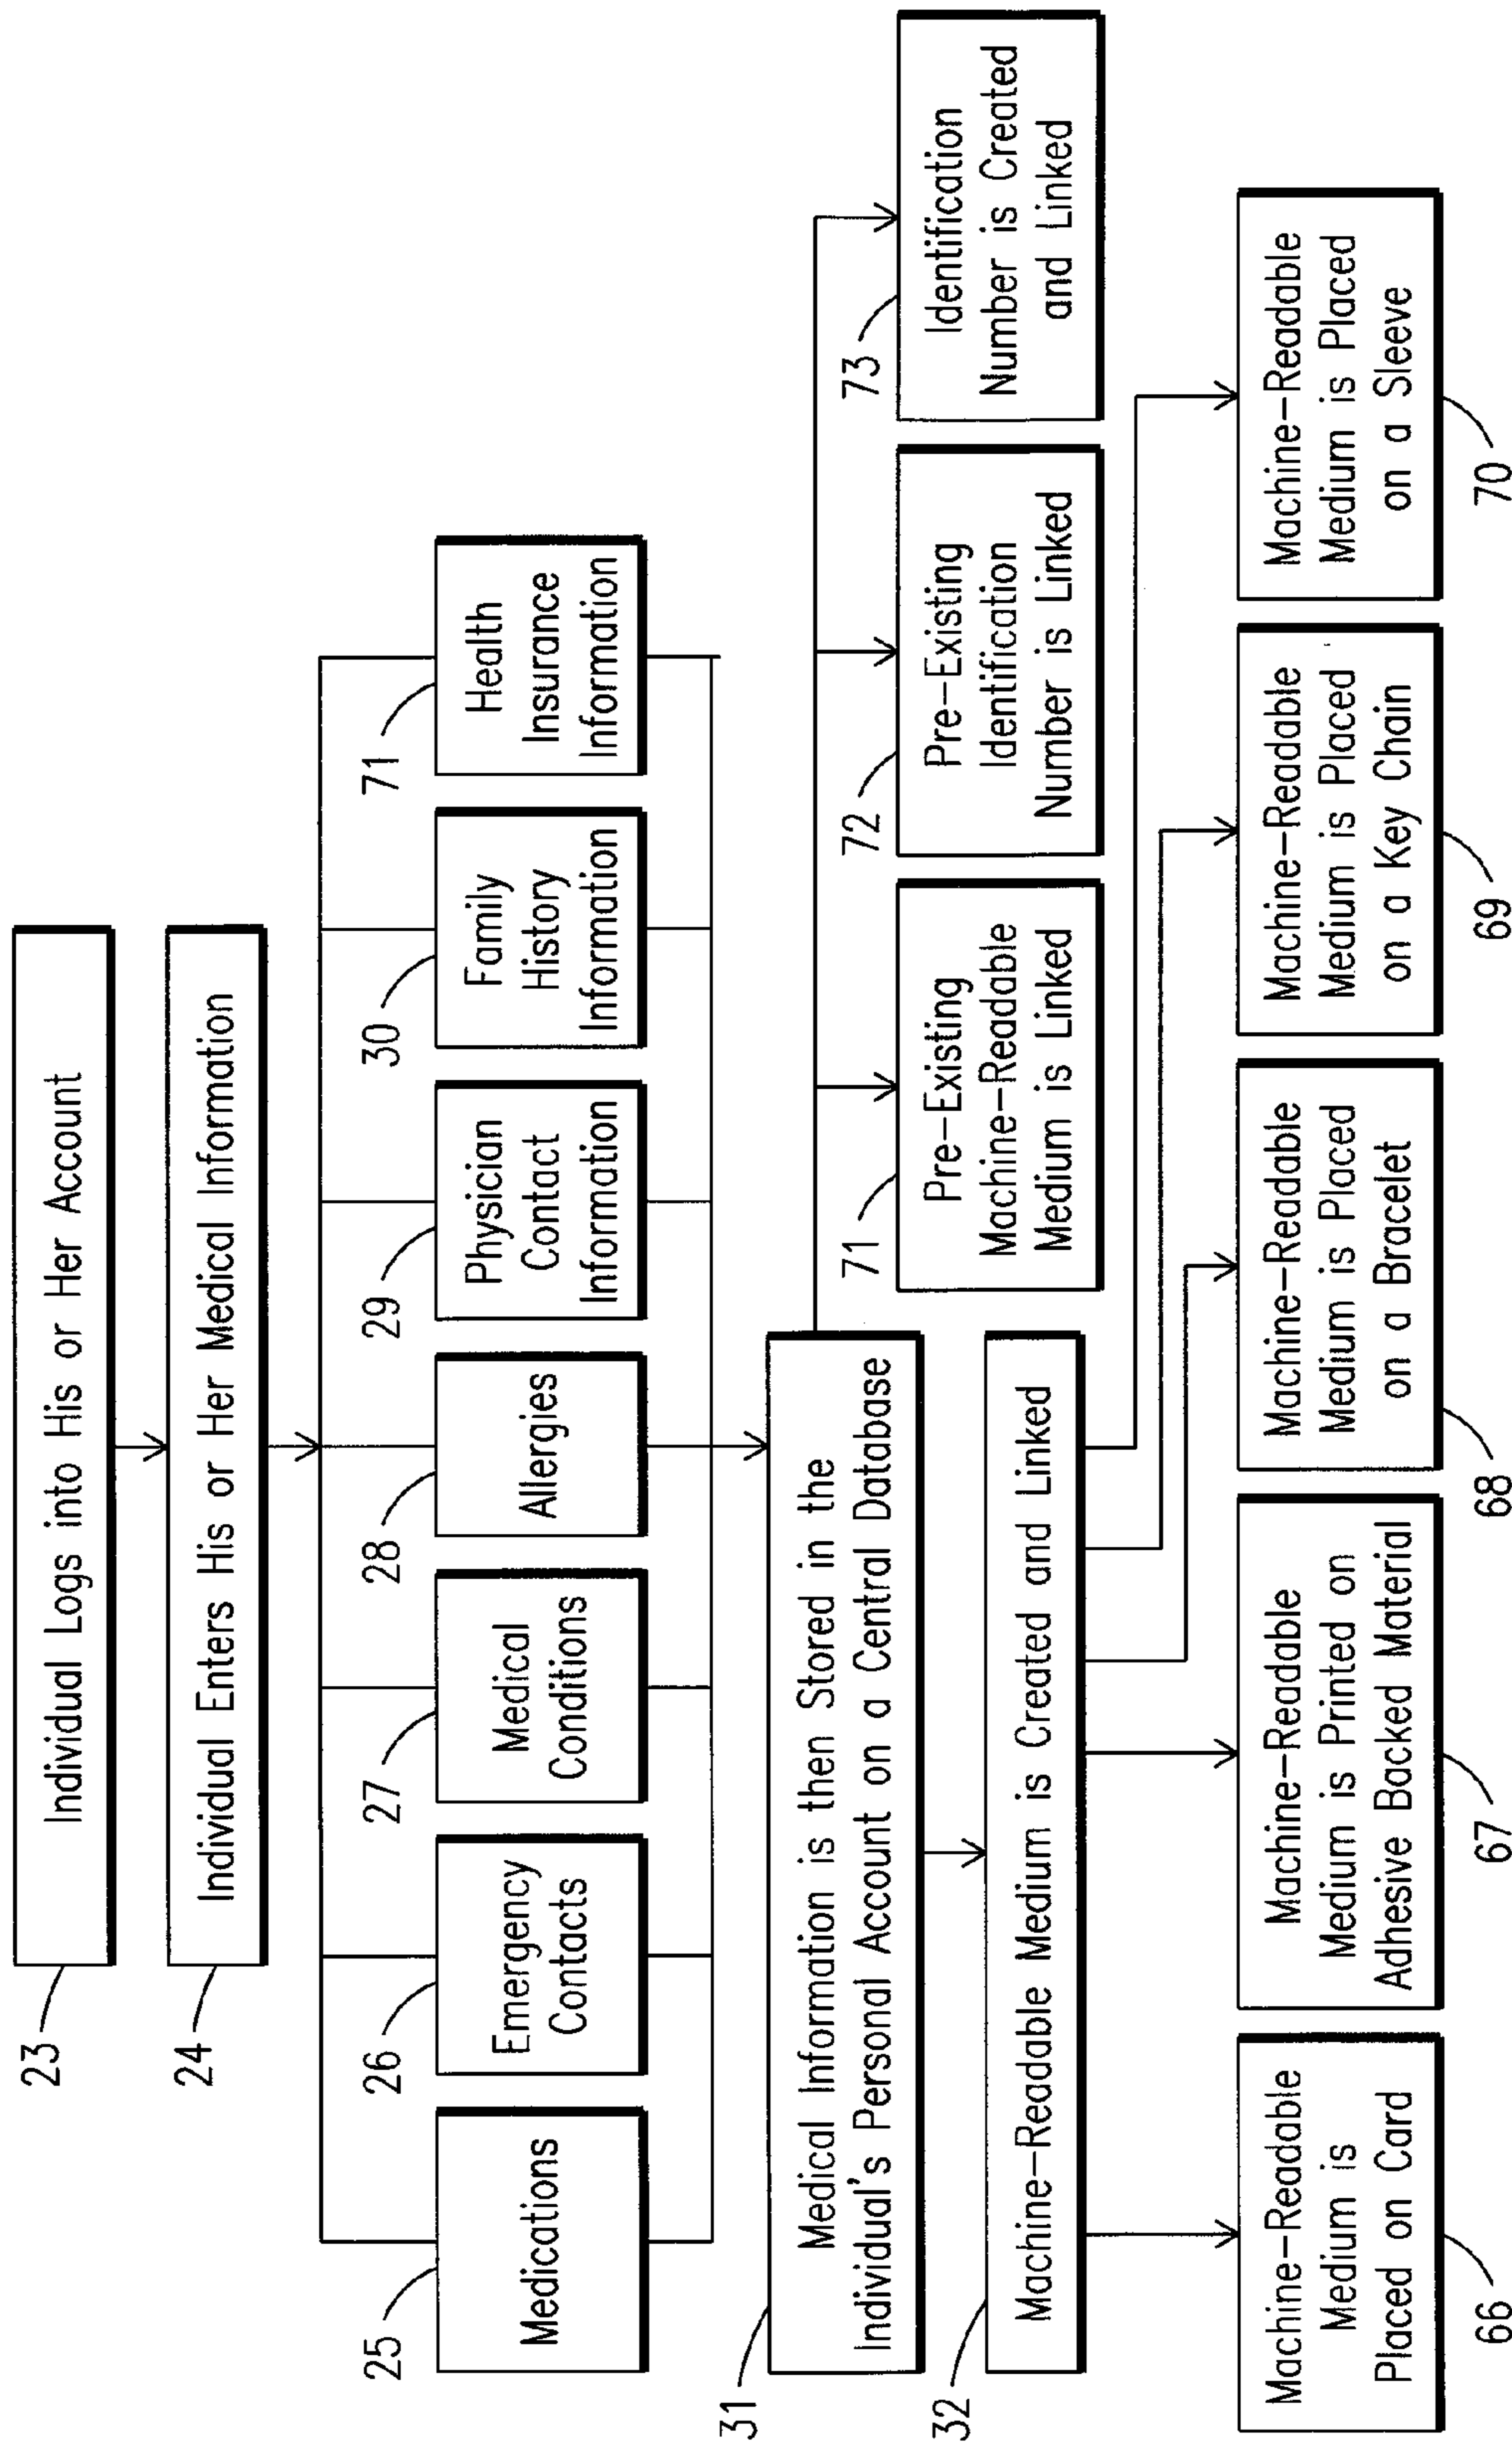 23
Individual Logs into His or Her Account
24
Individual Enters His or Her Medical Information
25
Medications
26
Emergency
Contacts
27
Medical
Conditions
28
Allergies
29
Physician
Contact
Information
30
Family
History
Information
71
Health
Insurance
Information
31
Medical Information is then Stored in the
Individual's Personal Account on a Central Database
71
Pre-Existing
Machine-Readable
Medium is Linked
72
Pre-Existing
Identification
Number is Linked
73
Identification
Number is Created
and Linked
32
Machine-Readable Medium is Created and Linked
Machine-Readable
Medium is
Placed on Card
66
Machine-Readable
Medium is Printed on
Adhesive Backed Material
67
Machine-Readable
Medium is Placed
on a Bracelet
68
Machine-Readable
Medium is Placed
on a Key Chain
69
Machine-Readable
Medium is Placed
on a Sleeve
70